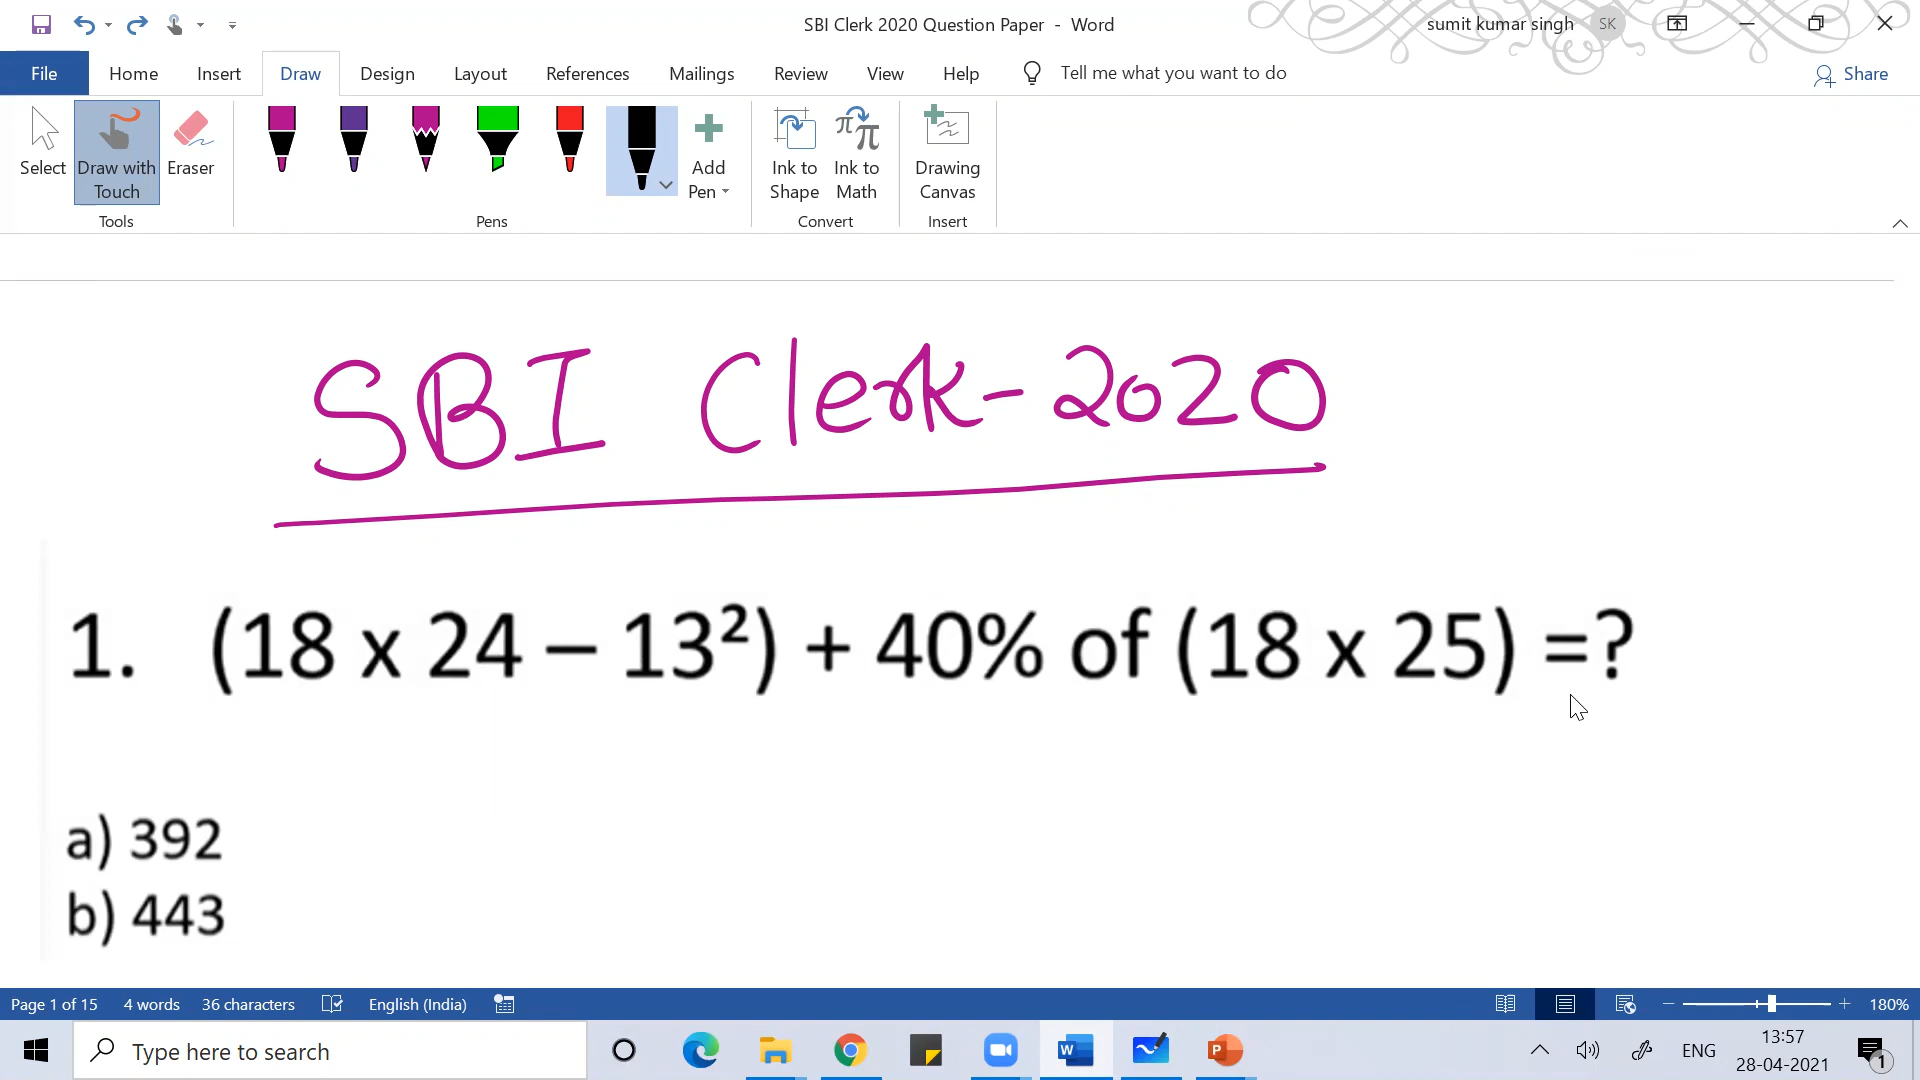 SBI Clerk 2020 Question Paper - Word
sumit kumar singh SK
File Home Insert Draw Design Layout References Mailings Review View Help Tell me what you want to do Share
Select Draw with Touch Eraser Add Pen Ink to Shape Ink to Math Drawing Canvas
Tools Pens Convert Insert
SBI Clerk-2020
1. (18 x 24 – 13²) + 40% of (18 x 25) =?
a) 392
b) 443
Page 1 of 15 4 words 36 characters English (India) 180%
Type here to search ENG 13:57
28-04-2021 1